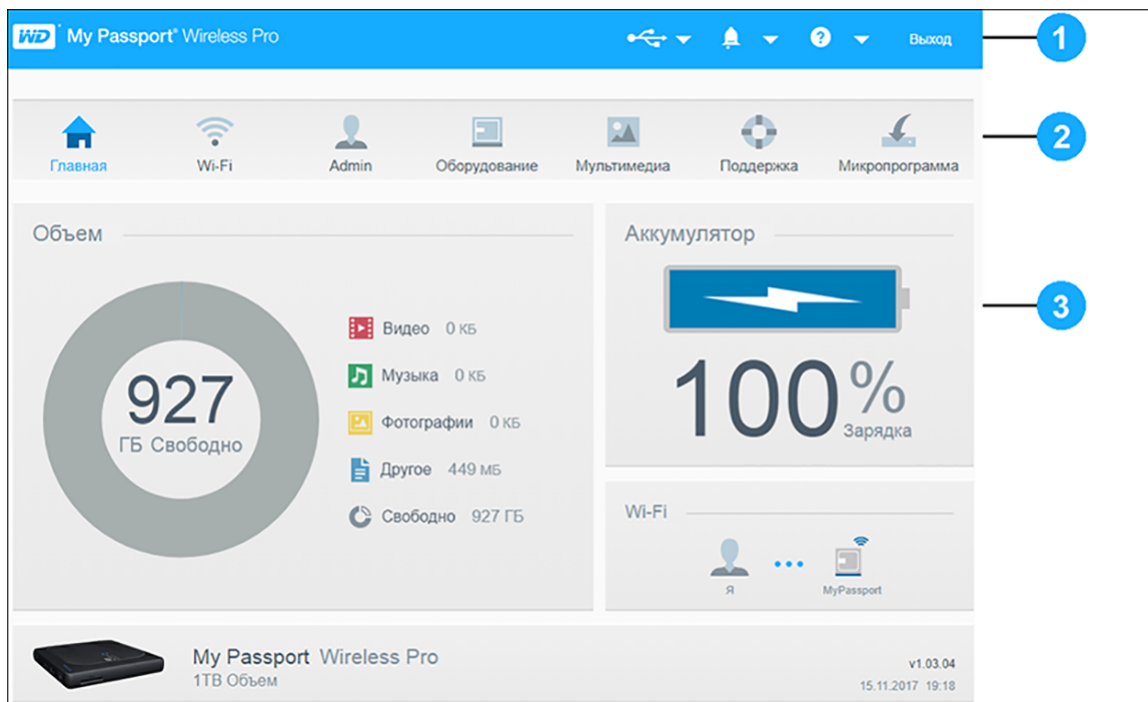 WD My Passport® Wireless Pro
? Выход
1
Главная Wi-Fi Admin Оборудование Мультимедиа Поддержка Микропрограмма
2
Объем
927
ГБ Свободно
Видео 0 КБ
Музыка 0 КБ
Фотографии 0 КБ
Другое 449 МБ
Свободно 927 ГБ
Аккумулятор
100%
Зарядка
3
Wi-Fi
Я
MyPassport
My Passport Wireless Pro
1TB Объем
v1.03.04
15.11.2017 19:18